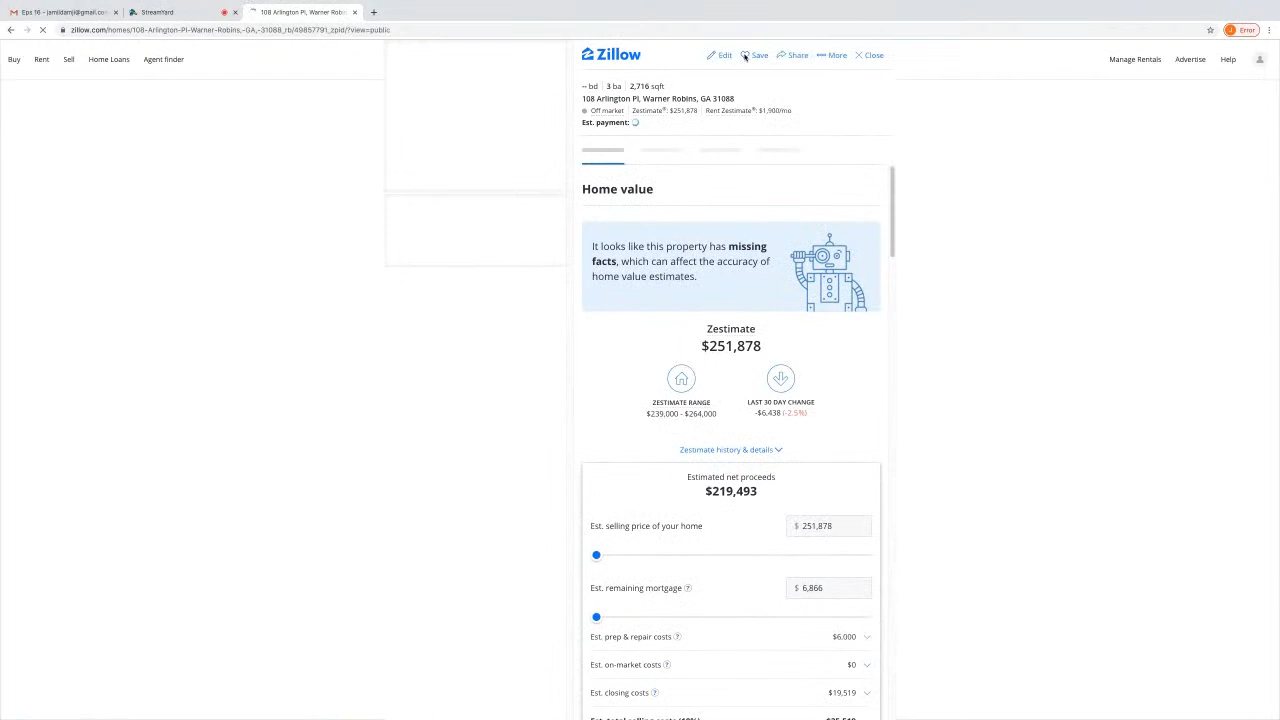 Eps 16 - jamildamji@gmail.co
StreamYard
108 Arlington Pl, Warner Robin
zillow.com/homes/108-Arlington-Pl-Warner-Robins,-GA,-31088_rb/49857791_zpid/?view=public
Error
Buy
Rent
Sell
Home Loans
Agent finder
Zillow
Edit
Save
Share
More
Close
Manage Rentals
Advertise
Help
-- bd | 3 ba | 2,716 sqft
108 Arlington Pl, Warner Robins, GA 31088
Off market | Zestimate®: $251,878 | Rent Zestimate®: $1,900/mo
Est. payment:
Home value
It looks like this property has missing
facts, which can affect the accuracy of
home value estimates.
Zestimate
$251,878
ZESTIMATE RANGE
$239,000 - $264,000
LAST 30 DAY CHANGE
-$6,438 (-2.5%)
Zestimate history & details
Estimated net proceeds
$219,493
Est. selling price of your home
$ 251,878
Est. remaining mortgage ?
$ 6,866
Est. prep & repair costs ?
$6,000
Est. on-market costs ?
$0
Est. closing costs ?
$19,519